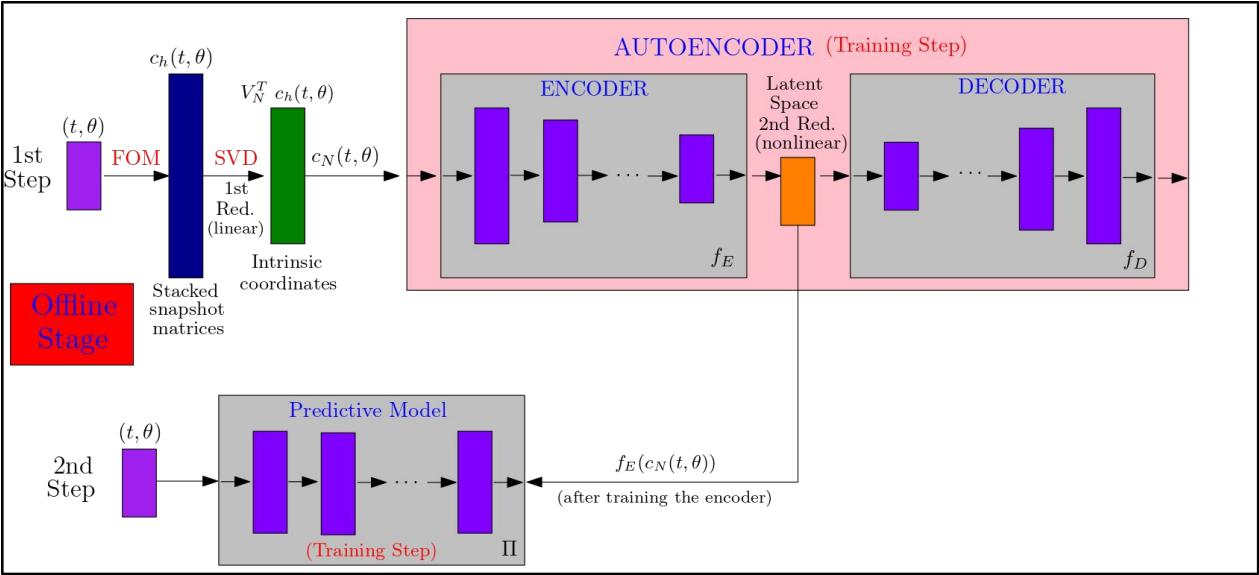 c_h(t, θ)
V_N^T c_h(t, θ)
(t, θ)
1st
Step
FOM
SVD
1st
Red.
(linear)
c_N(t, θ)
Stacked
snapshot
matrices
Intrinsic
coordinates
AUTOENCODER (Training Step)
ENCODER
· · ·
f_E
Latent
Space
2nd Red.
(nonlinear)
DECODER
· · ·
f_D
Offline
Stage
2nd
Step
(t, θ)
Predictive Model
· · ·
(Training Step)
Π
f_E(c_N(t, θ))
(after training the encoder)